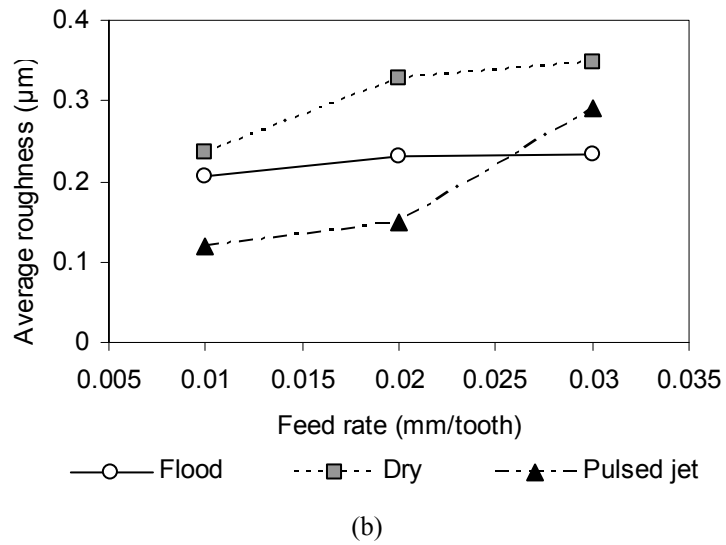 0.4
0.3
0.2
0.1
0
Average roughness (μm)
0.005 0.01 0.015 0.02 0.025 0.03 0.035
Feed rate (mm/tooth)
Flood Dry Pulsed jet
(b)